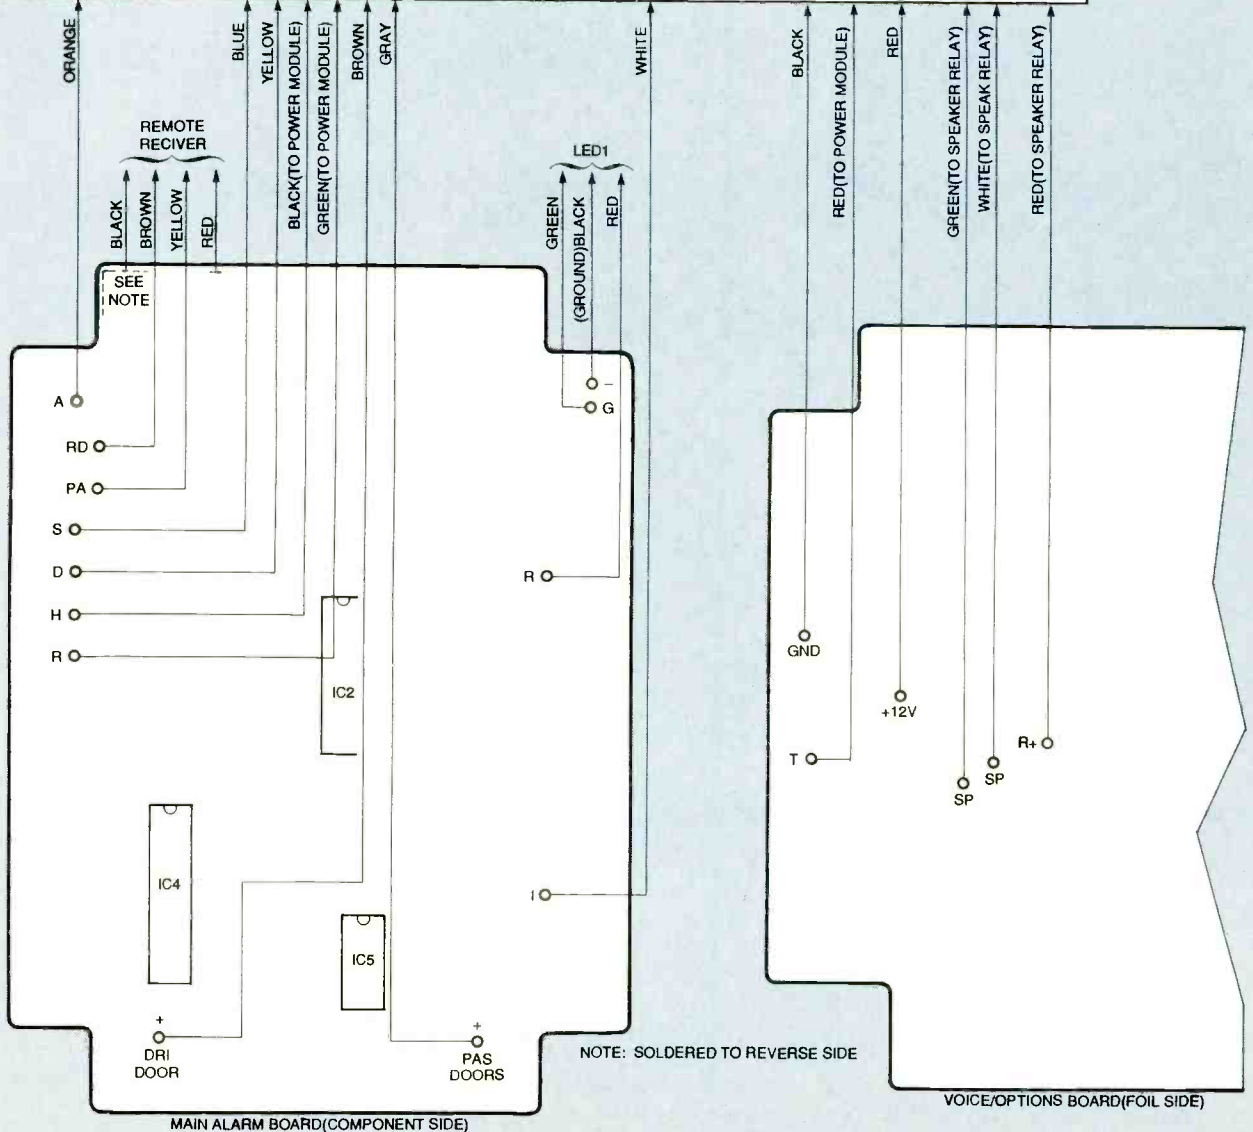 ORANGE
BLUE
YELLOW
BLACK(TO POWER MODULE)
GREEN(TO POWER MODULE)
BROWN
GRAY
WHITE
BLACK
RED(TO POWER MODULE)
RED
GREEN(TO SPEAKER RELAY)
WHITE(TO SPEAK RELAY)
RED(TO SPEAKER RELAY)
REMOTE
RECIVER
BLACK
BROWN
YELLOW
RED
LED1
GREEN
(GROUND)BLACK
RED
SEE
NOTE
A
RD
PA
S
D
H
R
−
G
R
I
IC2
IC4
IC5
+
DRI
DOOR
+
PAS
DOORS
NOTE: SOLDERED TO REVERSE SIDE
MAIN ALARM BOARD(COMPONENT SIDE)
GND
+12V
T
SP
SP
R+
VOICE/OPTIONS BOARD(FOIL SIDE)